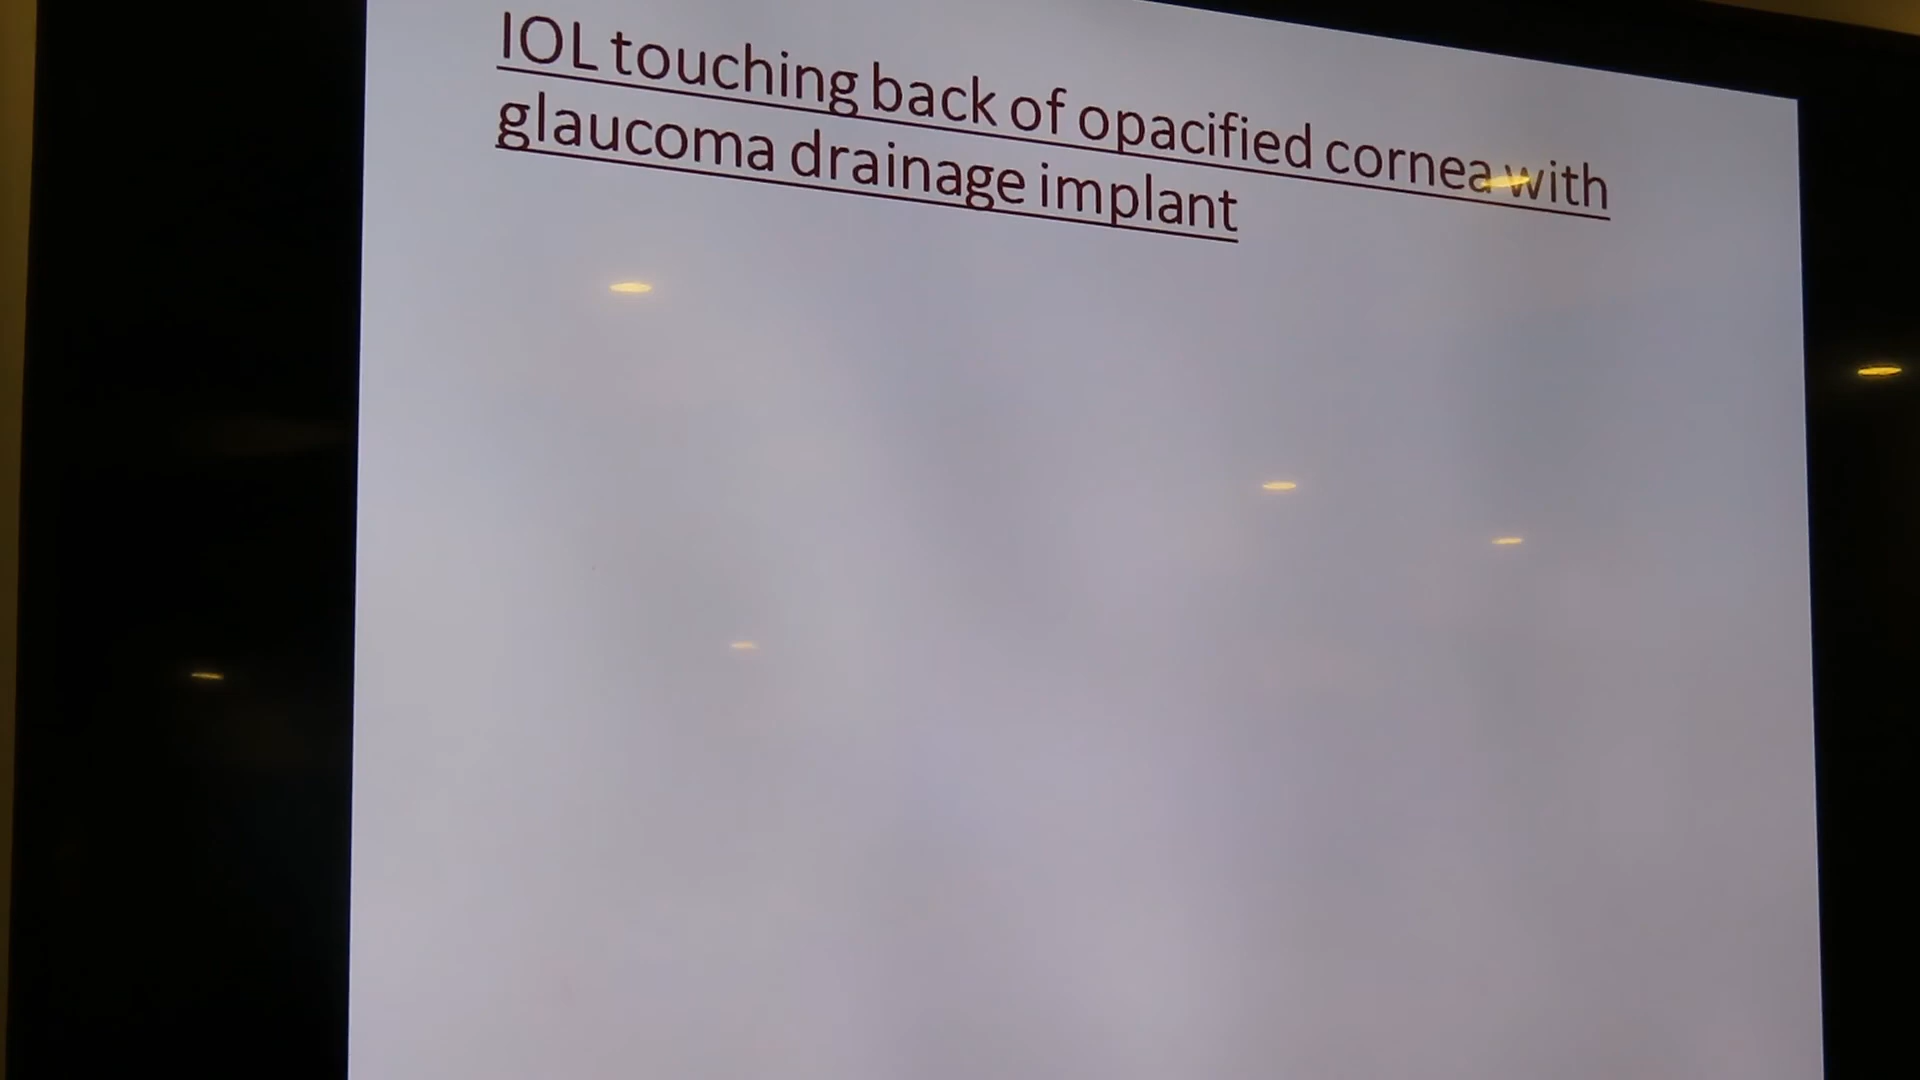 IOL touching back of opacified cornea with
glaucoma drainage implant